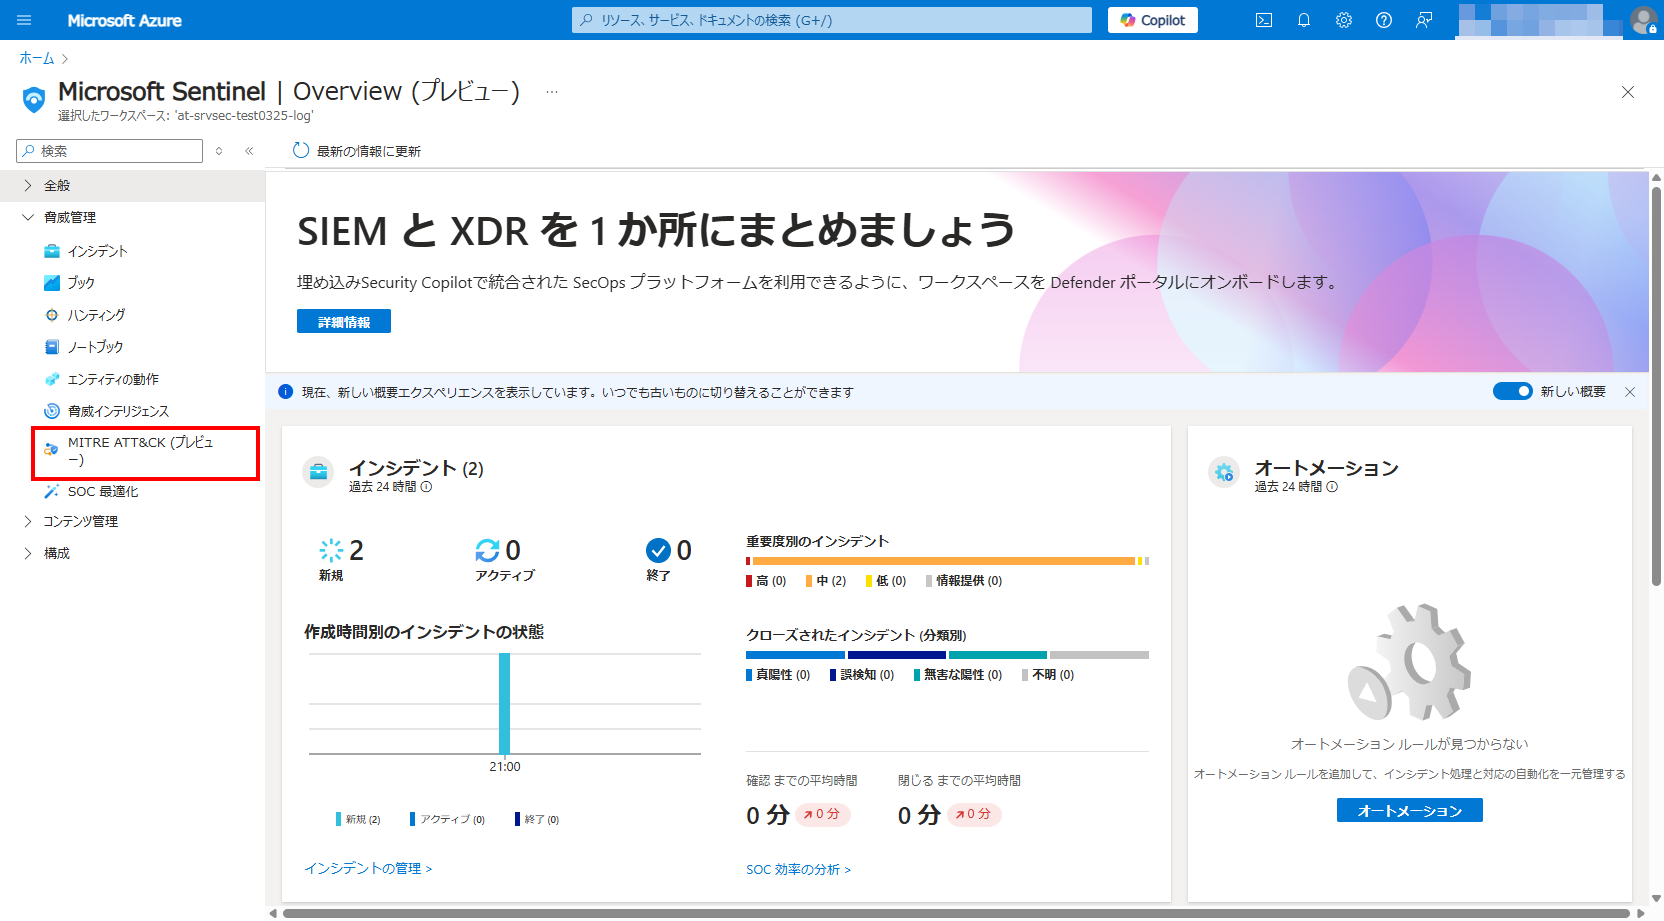 Microsoft Azure
リソース、サービス、ドキュメントの検索 (G+/)
Copilot
ホーム
Microsoft Sentinel | Overview (プレビュー) …
選択したワークスペース: 'at-srvsec-test0325-log'
検索
最新の情報に更新
全般
脅威管理
インシデント
ブック
ハンティング
ノートブック
エンティティの動作
脅威インテリジェンス
MITRE ATT&CK (プレビュ
ー)
SOC 最適化
コンテンツ管理
構成
SIEM と XDR を 1 か所にまとめましょう
埋め込みSecurity Copilotで統合された SecOps プラットフォームを利用できるように、ワークスペースを Defender ポータルにオンボードします。
詳細情報
現在、新しい概要エクスペリエンスを表示しています。いつでも古いものに切り替えることができます
新しい概要
インシデント (2)
過去 24 時間
2
新規
0
アクティブ
0
終了
重要度別のインシデント
高 (0) 中 (2) 低 (0) 情報提供 (0)
作成時間別のインシデントの状態
21:00
新規 (2) アクティブ (0) 終了 (0)
インシデントの管理 >
クローズされたインシデント (分類別)
真陽性 (0) 誤検知 (0) 無害な陽性 (0) 不明 (0)
確認 までの平均時間
0 分 0 分
閉じる までの平均時間
0 分 0 分
SOC 効率の分析 >
オートメーション
過去 24 時間
オートメーション ルールが見つからない
オートメーション ルールを追加して、インシデント処理と対応の自動化を一元管理する
オートメーション